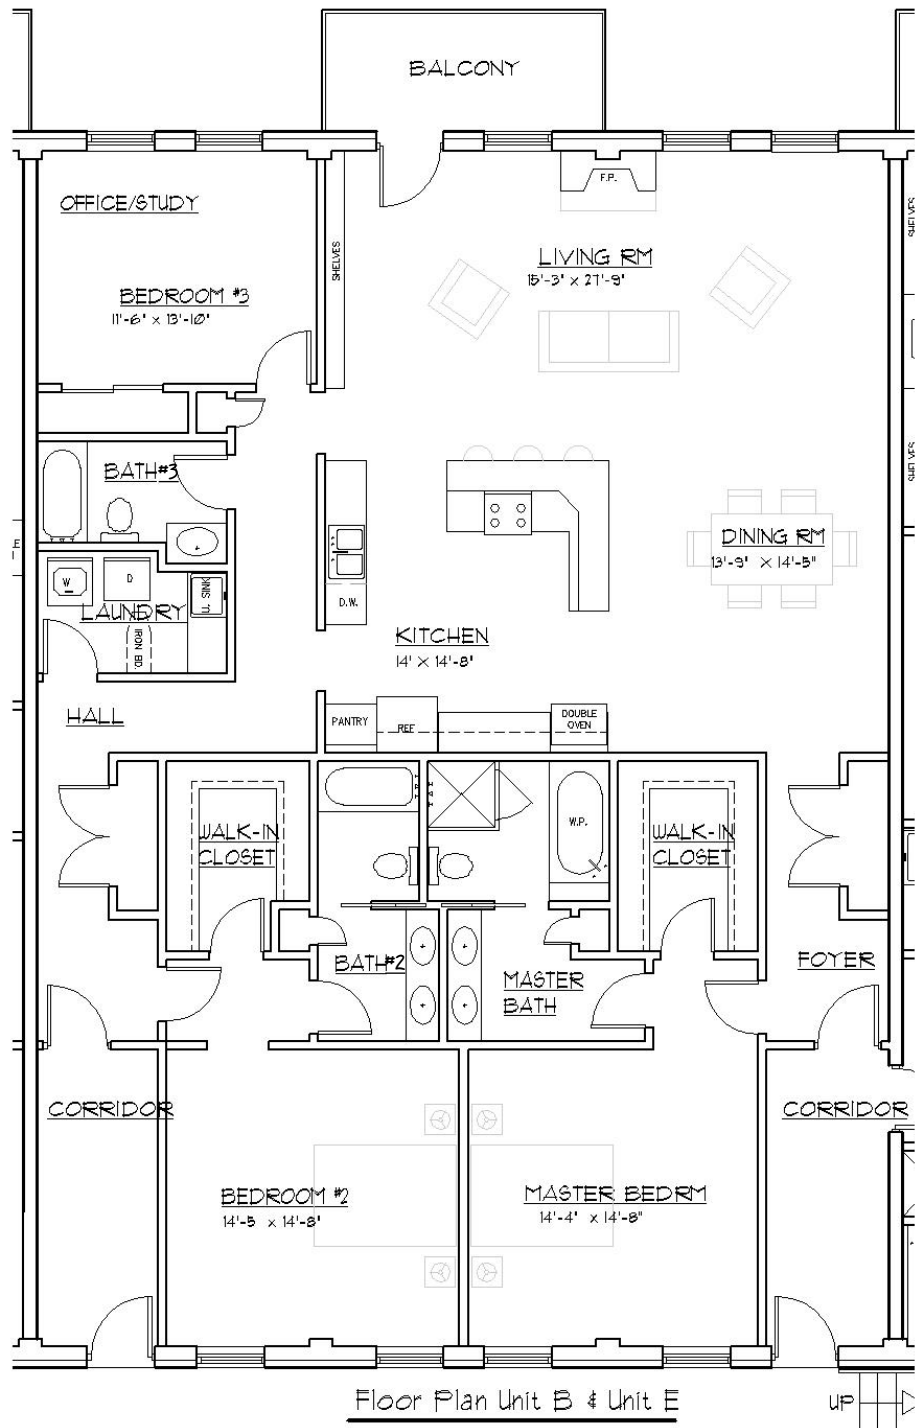 BALCONY
F.P.
OFFICE/STUDY
SHELVES
SHELVES
LIVING RM
15'-3" x 27'-9"
BEDROOM #3
11'-6" x 13'-10"
SHELVES
BATH#3
DINING RM
13'-9" x 14'-5"
W
D
INNS 'T.
LAUNDRY
IRON BD.
D.W.
KITCHEN
14' x 14'-8"
HALL
PANTRY
REF
DOUBLE
OVEN
W.P.
WALK-IN
CLOSET
WALK-IN
CLOSET
BATH#2
MASTER
BATH
FOYER
CORRIDOR
CORRIDOR
BEDROOM #2
14'-5 x 14'-8"
MASTER BEDRM
14'-4" x 14'-8"
Floor Plan Unit B & Unit E
UP